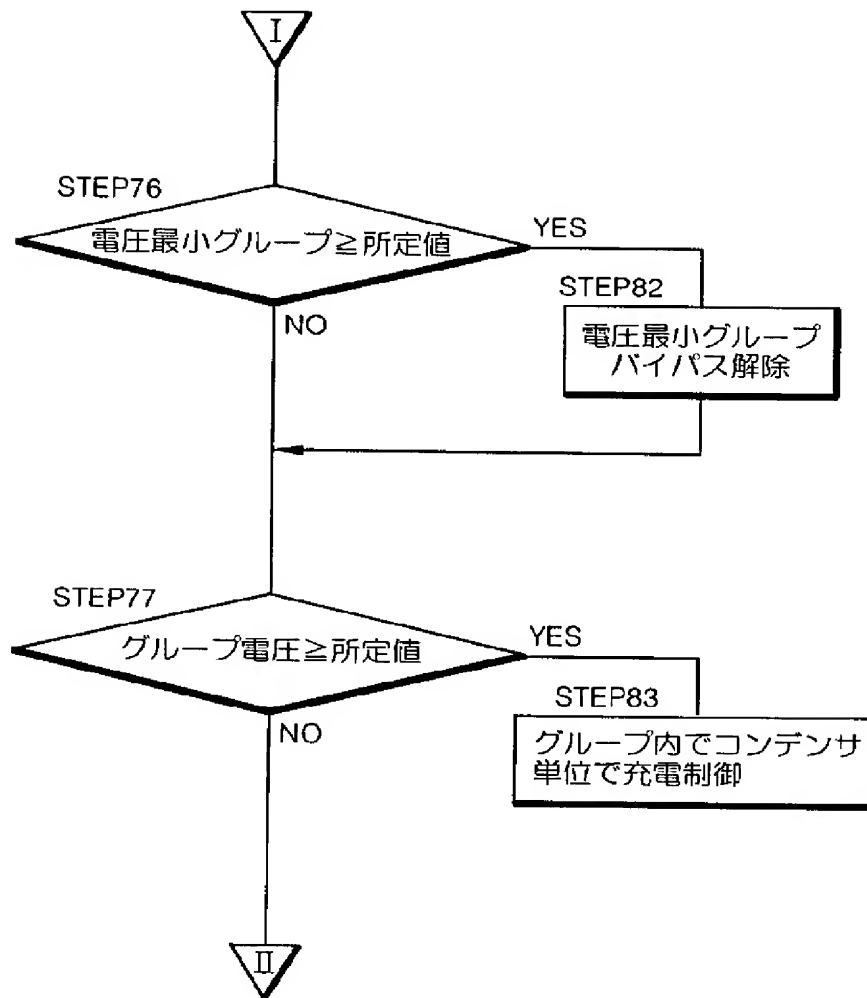 I
STEP76
電圧最小グループ≧所定値
YES
STEP82
NO
電圧最小グループ
バイパス解除
STEP77
グループ電圧≧所定値
YES
STEP83
NO
グループ内でコンデンサ
単位で充電制御
II